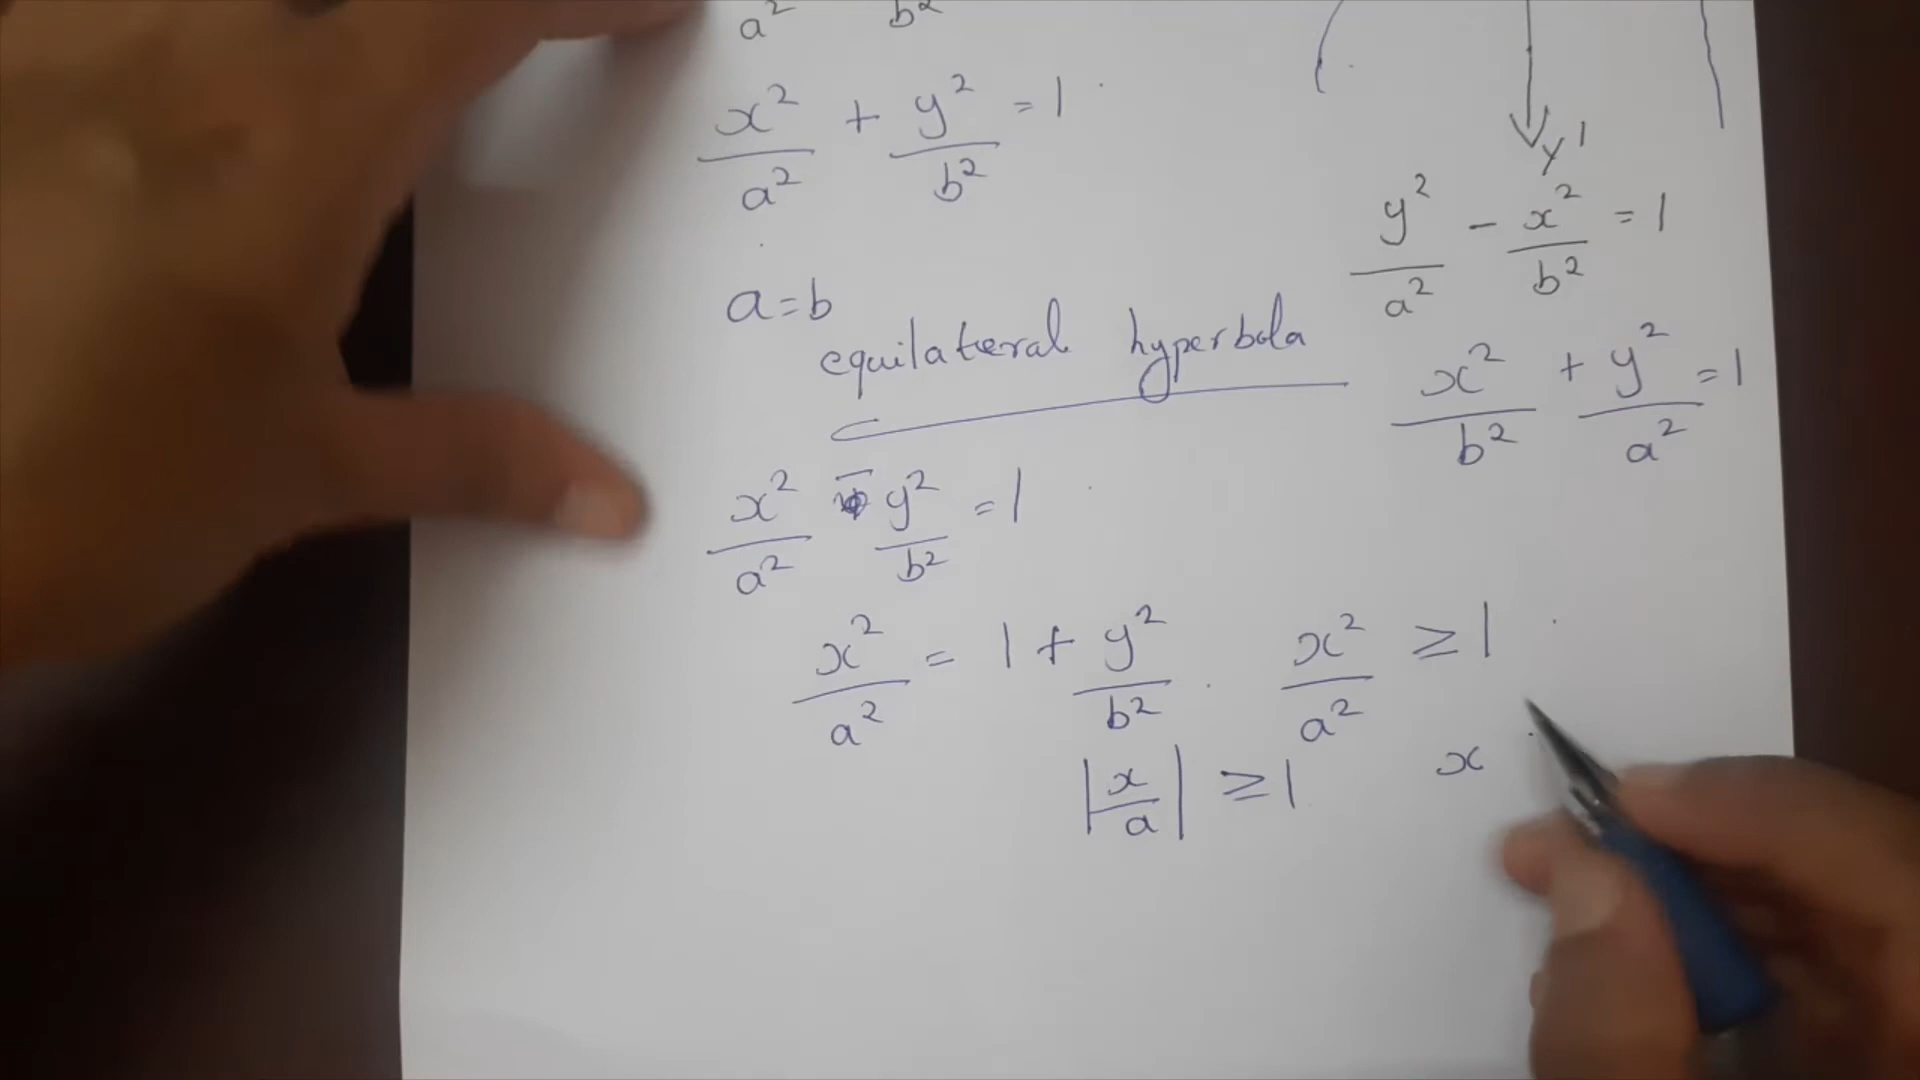 a² b²
x²/a² + y²/b² = 1
y'
y²/a² - x²/b² = 1
a = b
equilateral hyperbola
x²/b² + y²/a² = 1
x²/a² - y²/b² = 1
x²/a² = 1 + y²/b² . x²/a² ≥ 1
|x/a| ≥ 1 x